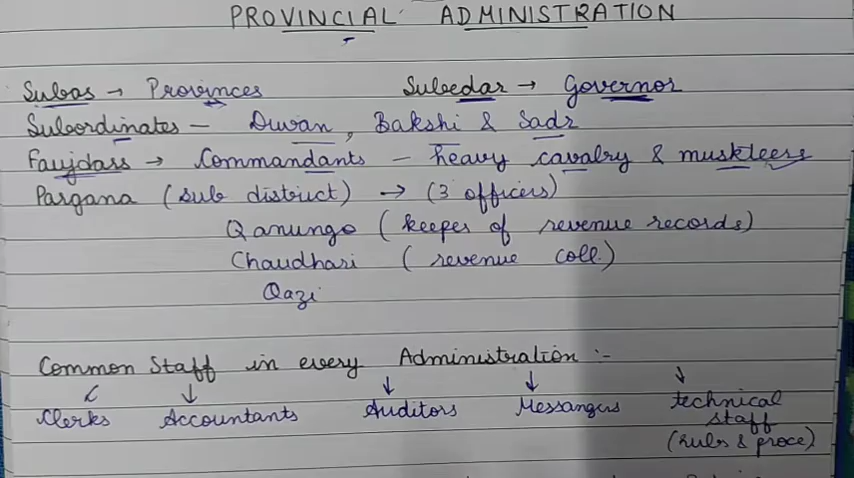 PROVINCIAL ADMINISTRATION
Subas → Provinces Subedar → Governor
Subordinates - Diwan, Bakshi & Sadr
Faujdars → Commandants - heavy cavalry & muskteers
Pargana (sub district) → (3 officers)
Qanungo (keeper of revenue records)
Chaudhari (revenue coll.)
Qazi
Common Staff in every Administration :-
↓ ↓ ↓ ↓ ↓
Clerks Accountants Auditors Messangers technical
staff
(ruls & proce)